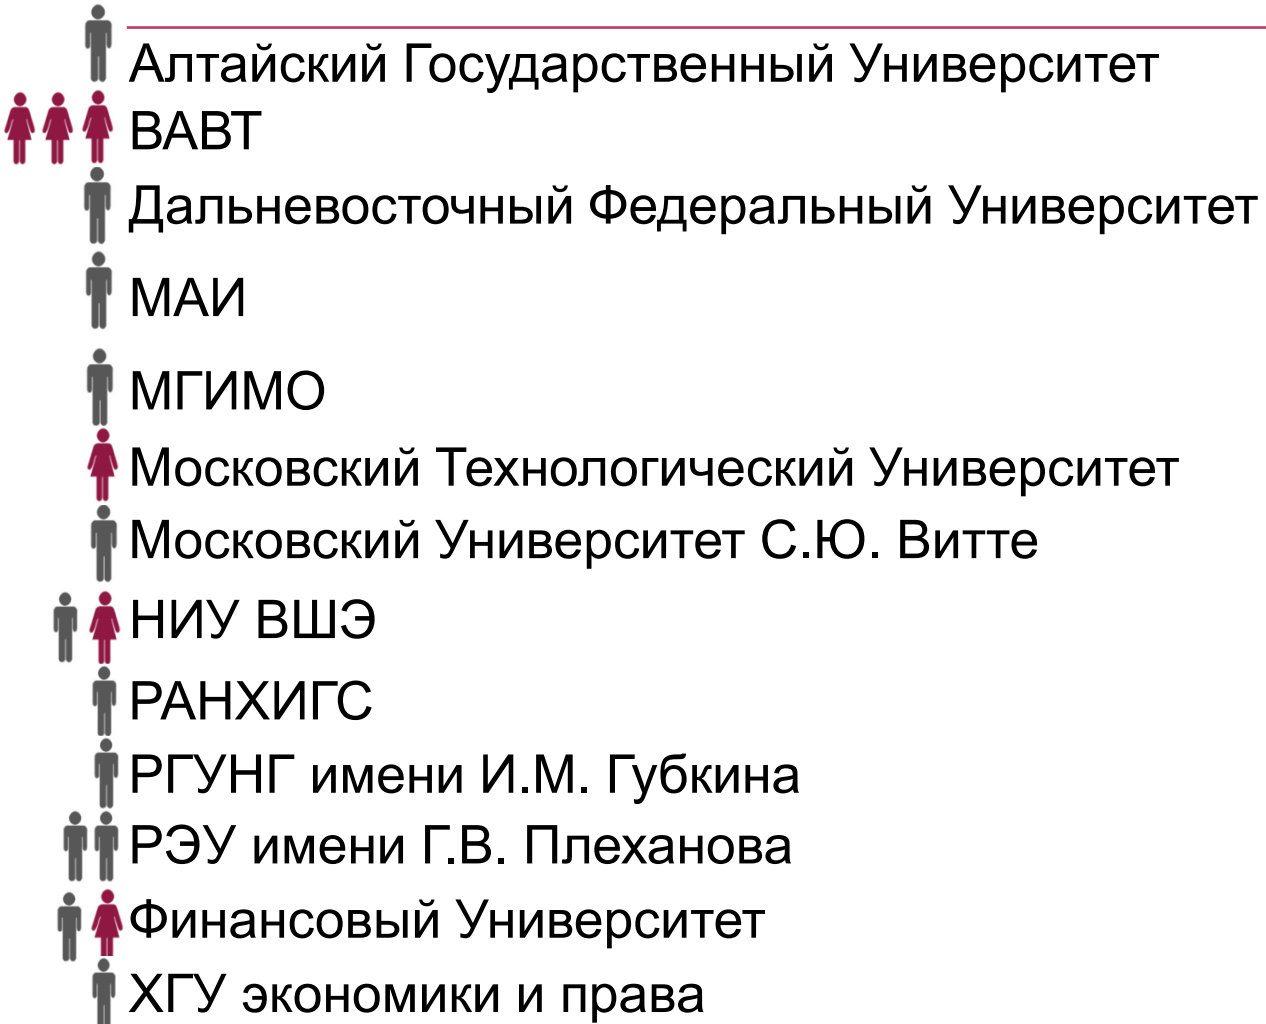 Алтайский Государственный Университет
ВАВТ
Дальневосточный Федеральный Университет
МАИ
МГИМО
Московский Технологический Университет
Московский Университет С.Ю. Витте
НИУ ВШЭ
РАНХИГС
РГУНГ имени И.М. Губкина
РЭУ имени Г.В. Плеханова
Финансовый Университет
ХГУ экономики и права